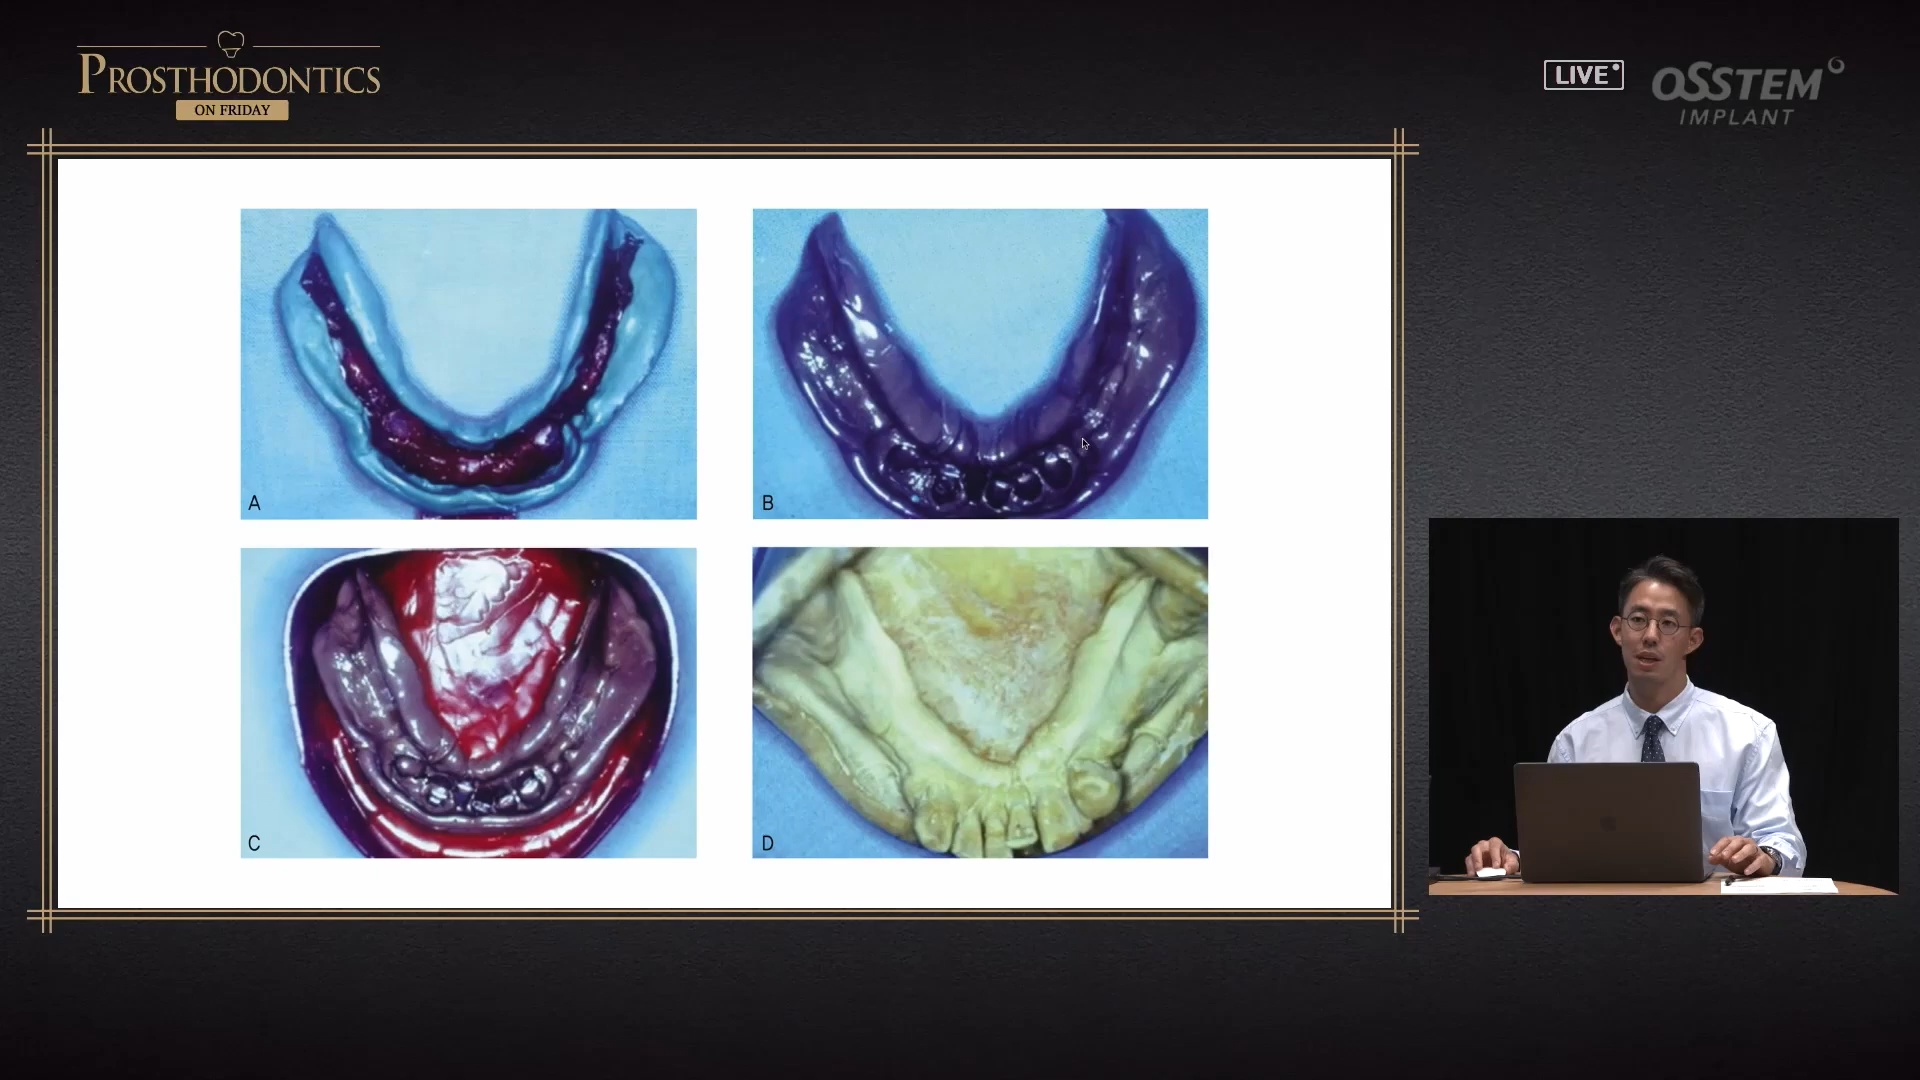 PROSTHODONTICS
ON FRIDAY
LIVE
OSSTEM
IMPLANT
A
B
C
D